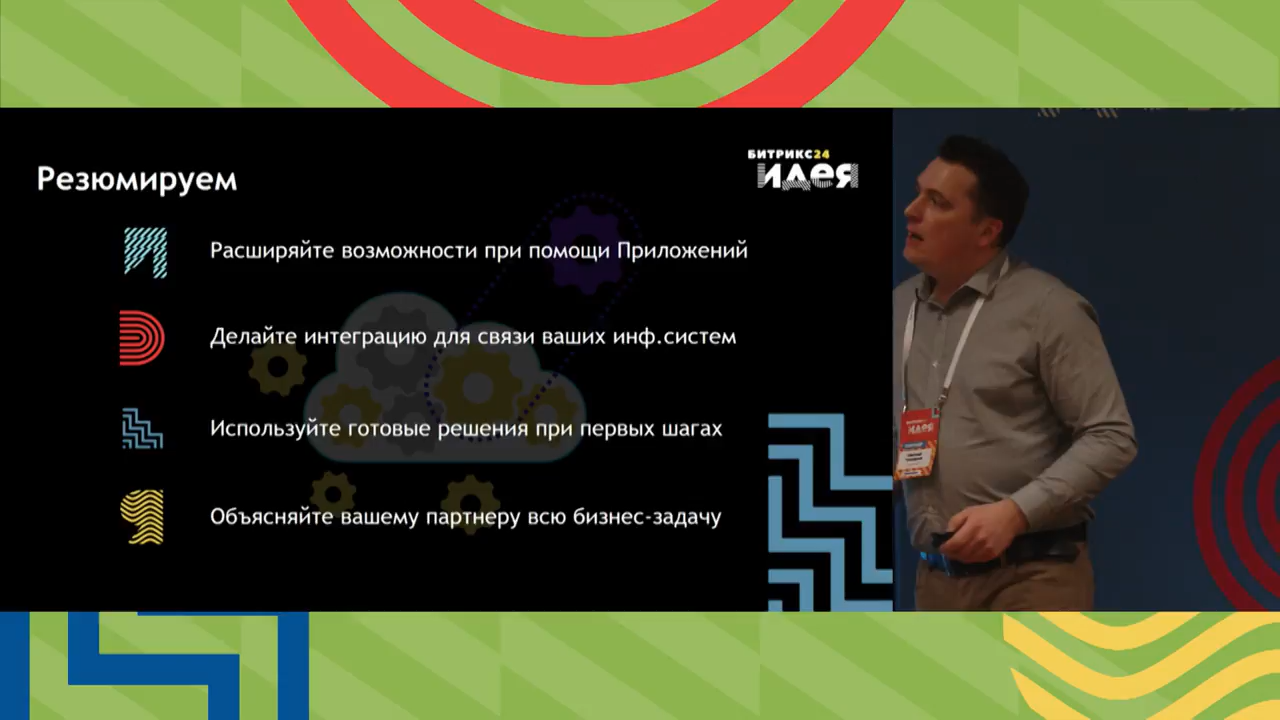 Резюмируем
БИТРИКС24
идея
Расширяйте возможности при помощи Приложений
Делайте интеграцию для связи ваших инф.систем
Используйте готовые решения при первых шагах
Объясняйте вашему партнеру всю бизнес-задачу
ИДЕЯ